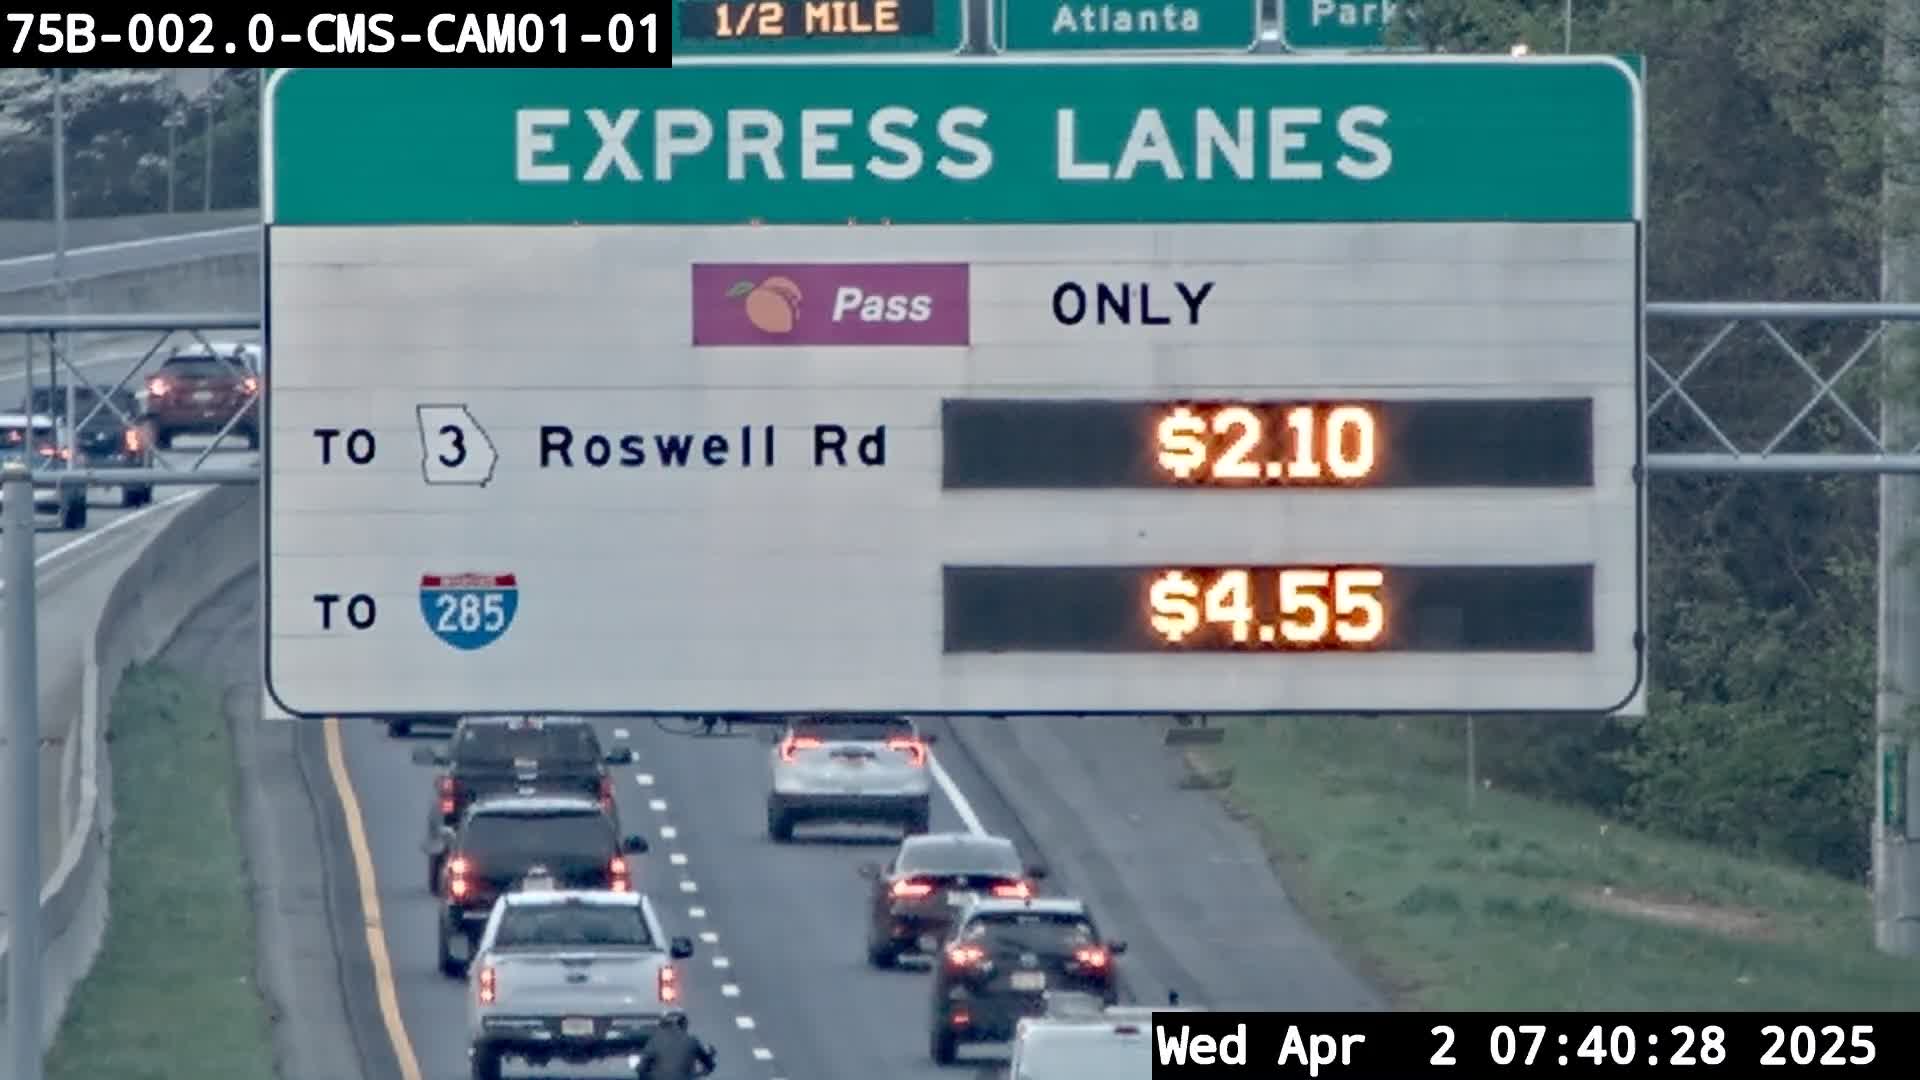 75B-002.0-CMS-CAM01-01
1/2 MILE
Atlanta
Park
EXPRESS LANES
Pass ONLY
TO 3 Roswell Rd $2.10
TO 285 $4.55
Wed Apr 2 07:40:28 2025